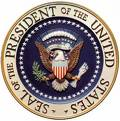 SEAL OF THE PRESIDENT OF THE UNITED STATES